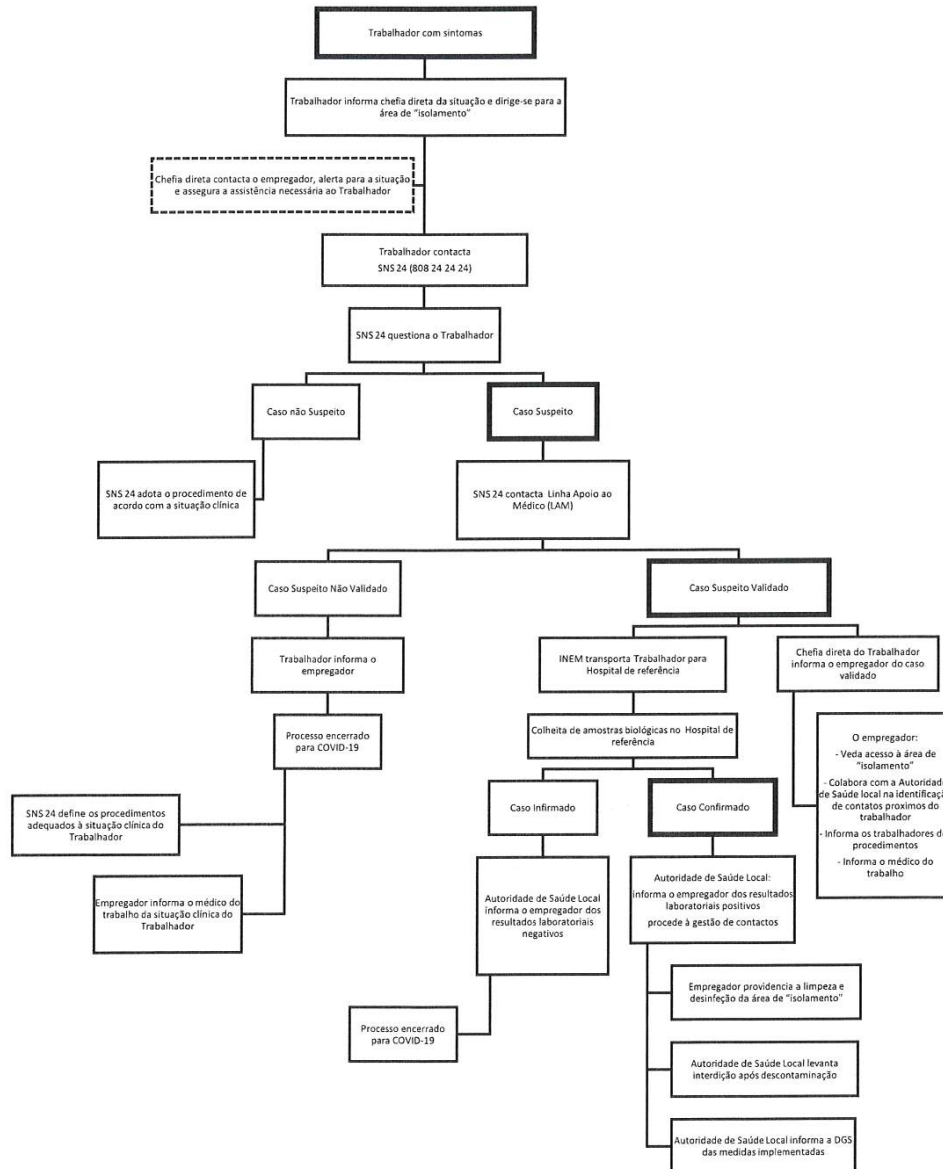 Trabalhador com sintomas
Trabalhador informa chefia direta da situação e dirige-se para a
área de “isolamento”
Chefia direta contacta o empregador, alerta para a situação
e assegura a assistência necessária ao Trabalhador
Trabalhador contacta
SNS 24 (808 24 24 24)
SNS 24 questiona o Trabalhador
Caso não Suspeito
Caso Suspeito
SNS 24 adota o procedimento de
acordo com a situação clínica
SNS 24 contacta Linha Apoio ao
Médico (LAM)
Caso Suspeito Não Validado
Caso Suspeito Validado
Trabalhador informa o
empregador
INEM transporta Trabalhador para
Hospital de referência
Chefia direta do Trabalhador
informa o empregador do caso
validado
Processo encerrado
para COVID-19
Colheita de amostras biológicas no Hospital de
referência
O empregador:
- Veda acesso à área de
“isolamento”
- Colabora com a Autoridade
de Saúde local na
de contatos proximos do
trabalhador
- Informa os trabalhadores
procedimentos
- Informa o médico do
trabalho
SNS 24 define os procedimentos
adequados à situação clínica do
Trabalhador
Caso Infirmado
Caso Confirmado
Empregador informa o médico do
trabalho da situação clínica do
Trabalhador
Autoridade de Saúde Local
informa o empregador dos
resultados laboratoriais
negativos
Autoridade de Saúde Local:
informa o empregador dos resultados
laboratoriais positivos
procede à gestão de contactos
Empregador providencia a limpeza e
desinfeção da área de “isolamento”
Processo encerrado
para COVID-19
Autoridade de Saúde Local levanta
interdição após descontaminação
Autoridade de Saúde Local informa a DGS
das medidas implementadas